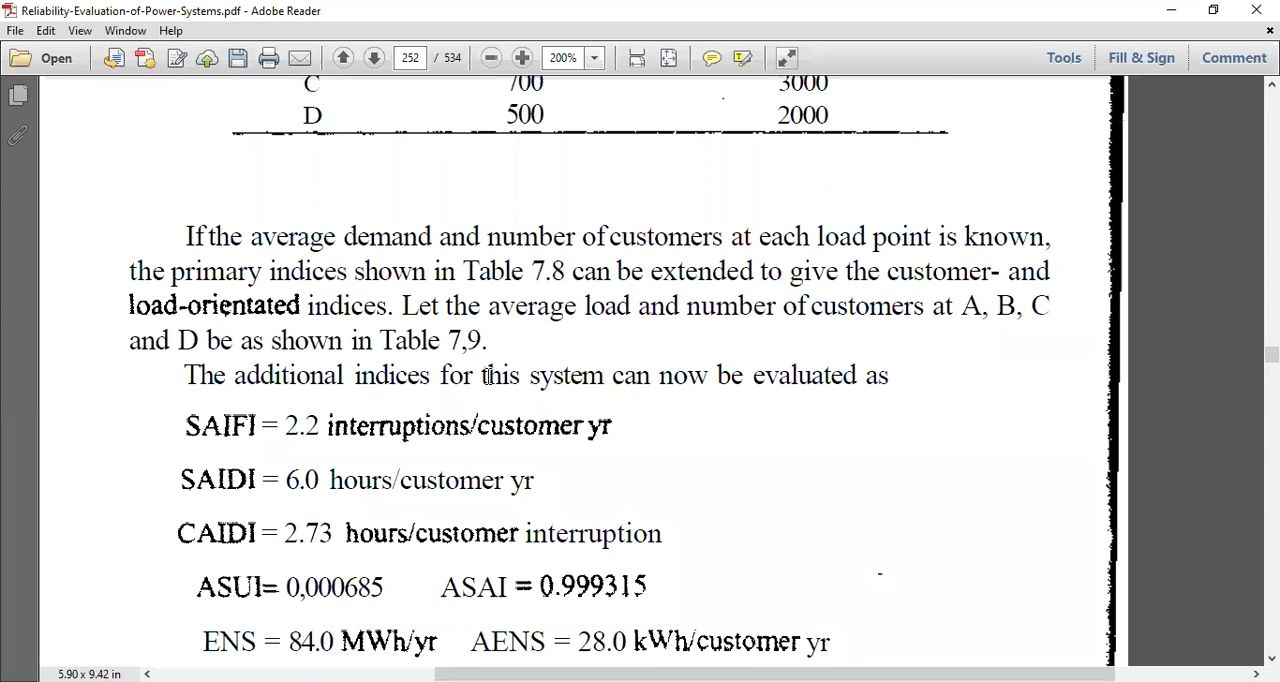 Reliability-Evaluation-of-Power-Systems.pdf - Adobe Reader
File Edit View Window Help
Open 252 / 534 200% Tools Fill & Sign Comment
C 700 3000
D 500 2000
If the average demand and number of customers at each load point is known,
the primary indices shown in Table 7.8 can be extended to give the customer- and
load-orientated indices. Let the average load and number of customers at A, B, C
and D be as shown in Table 7,9.
The additional indices for this system can now be evaluated as
SAIFI = 2.2 interruptions/customer yr
SAIDI = 6.0 hours/customer yr
CAIDI = 2.73 hours/customer interruption
ASUI= 0,000685 ASAI = 0.999315
ENS = 84.0 MWh/yr AENS = 28.0 kWh/customer yr
5.90 x 9.42 in